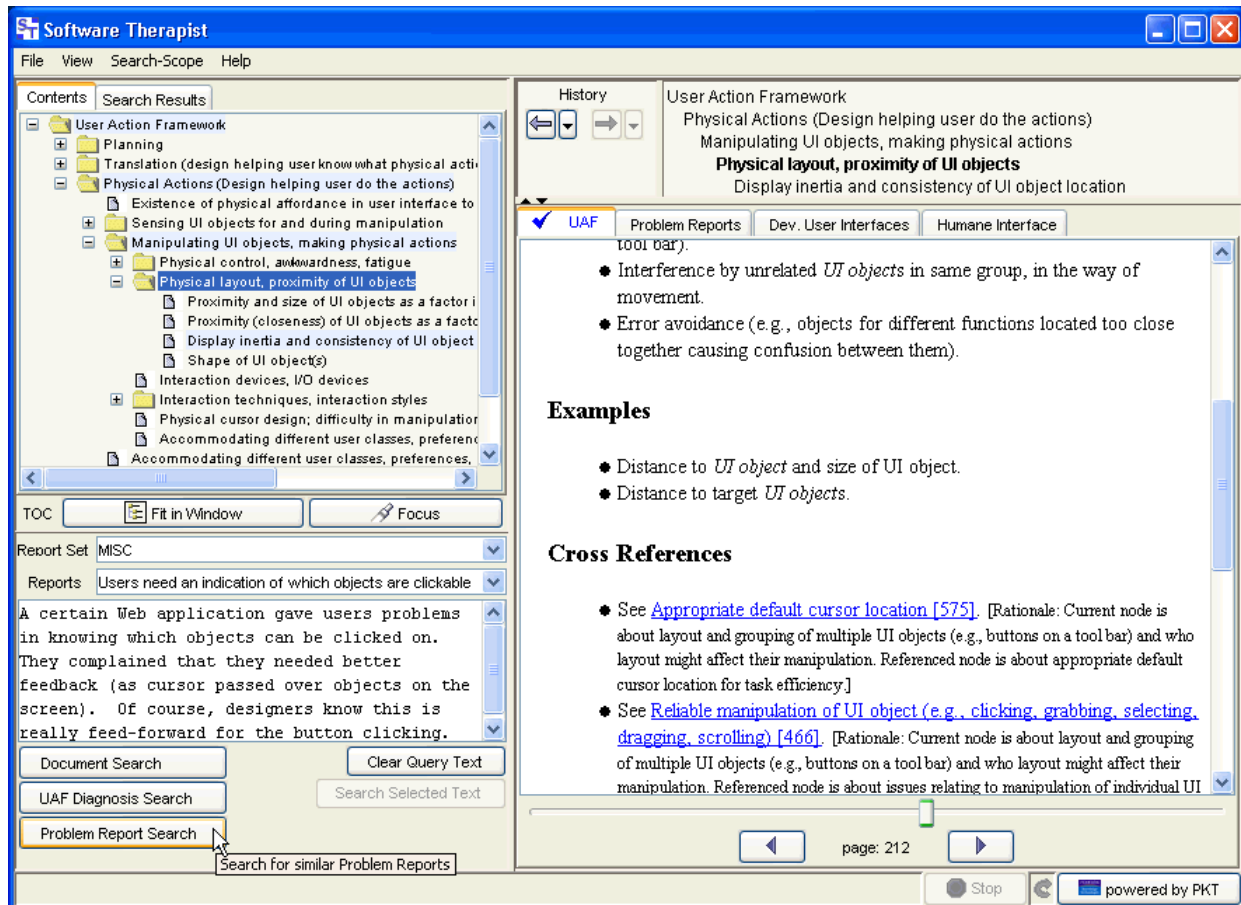 Software Therapist
File View Search-Scope Help
Contents Search Results
User Action Framework
Planning
Translation (design helping user know what physical acti
Physical Actions (Design helping user do the actions)
Existence of physical affordance in user interface to
Sensing UI objects for and during manipulation
Manipulating UI objects, making physical actions
Physical control, awkwardness, fatigue
Physical layout, proximity of UI objects
Proximity and size of UI objects as a factor i
Proximity (closeness) of UI objects as a facto
Display inertia and consistency of UI object
Shape of UI object(s)
Interaction devices, I/O devices
Interaction techniques, interaction styles
Physical cursor design; difficulty in manipulation
Accommodating different user classes, preferenc
Accommodating different user classes, preferences,
TOC Fit in Window Focus
Report Set MISC
Reports Users need an indication of which objects are clickable
A certain Web application gave users problems
in knowing which objects can be clicked on.
They complained that they needed better
feedback (as cursor passed over objects on the
screen). Of course, designers know this is
really feed-forward for the button clicking.
Document Search Clear Query Text
UAF Diagnosis Search Search Selected Text
Problem Report Search
Search for similar Problem Reports
History
User Action Framework
Physical Actions (Design helping user do the actions)
Manipulating UI objects, making physical actions
Physical layout, proximity of UI objects
Display inertia and consistency of UI object location
UAF Problem Reports Dev. User Interfaces Humane Interface
tool bar).
Interference by unrelated UI objects in same group, in the way of
movement.
Error avoidance (e.g., objects for different functions located too close
together causing confusion between them).
Examples
Distance to UI object and size of UI object.
Distance to target UI objects.
Cross References
See Appropriate default cursor location [575]. [Rationale: Current node is
about layout and grouping of multiple UI objects (e.g., buttons on a tool bar) and who
layout might affect their manipulation. Referenced node is about appropriate default
cursor location for task efficiency.]
See Reliable manipulation of UI object (e.g., clicking, grabbing, selecting,
dragging, scrolling) [466]. [Rationale: Current node is about layout and grouping
of multiple UI objects (e.g., buttons on a tool bar) and who layout might affect their
manipulation. Referenced node is about issues relating to manipulation of individual UI
page: 212
Stop powered by PKT